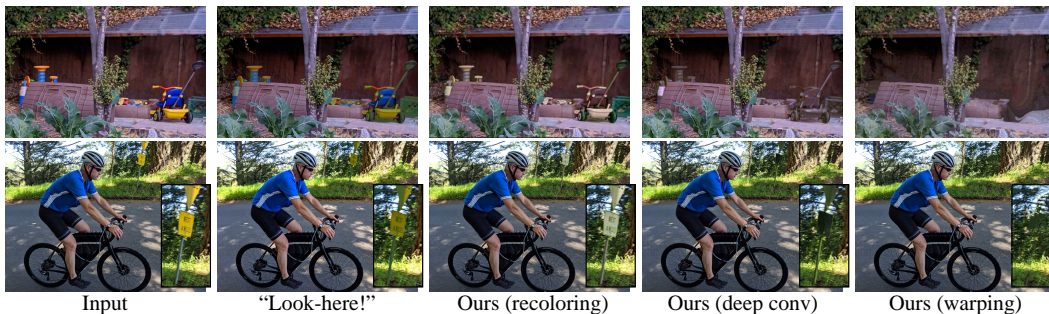 Input
“Look-here!”
Ours (recoloring)
Ours (deep conv)
Ours (warping)